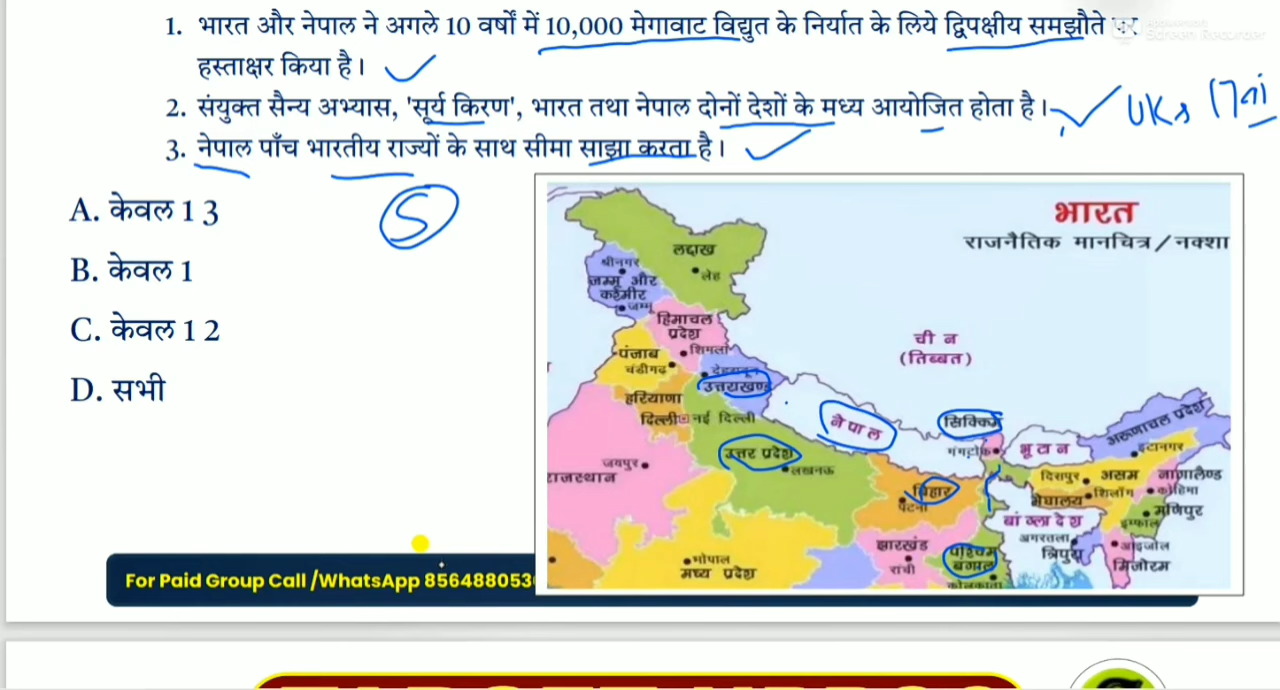 1. भारत और नेपाल ने अगले 10 वर्षों में 10,000 मेगावाट विद्युत के निर्यात के लिये द्विपक्षीय समझौते पर
हस्ताक्षर किया है।
2. संयुक्त सैन्य अभ्यास, 'सूर्य किरण', भारत तथा नेपाल दोनों देशों के मध्य आयोजित होता है।
3. नेपाल पाँच भारतीय राज्यों के साथ सीमा साझा करता है।
A. केवल 1 3
B. केवल 1
C. केवल 1 2
D. सभी
5
Screen Recorder
भारत
राजनैतिक मानचित्र/नक्शा
लद्दाख
श्रीनगर
लेह
जम्मू और
कश्मीर
जम्मू
हिमाचल
प्रदेश
शिमला
पंजाब
चंडीगढ़
देहरादून
उत्तराखण्ड
हरियाणा
दिल्ली नई दिल्ली
चीन
(तिब्बत)
नेपाल
सिक्किम
गंगटोक
भूटान
अरूणाचल प्रदेश
इटानगर
उत्तर प्रदेश
लखनऊ
जयपुर
राजस्थान
बिहार
पटना
दिसपुर
असम
नागालैण्ड
मेघालय
शिलाँग
कोहिमा
मणिपुर
इम्फाल
बांग्लादेश
अगरतला
त्रिपुरा
आइजोल
मिजोरम
झारखंड
रांची
पश्चिम
बंगाल
कोलकाता
भोपाल
मध्य प्रदेश
For Paid Group Call /WhatsApp 856488053